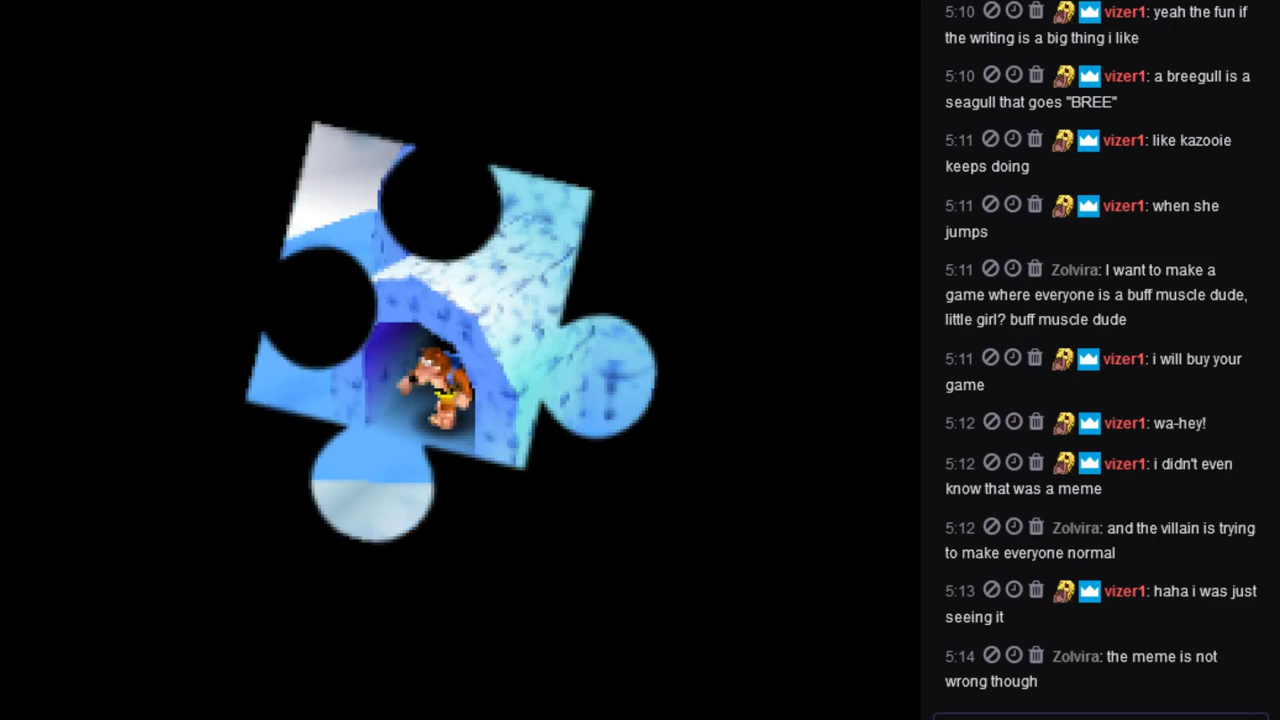 5:10 vizer1: yeah the fun if
the writing is a big thing i like
5:10 vizer1: a breegull is a
seagull that goes "BREE"
5:11 vizer1: like kazooie
keeps doing
5:11 vizer1: when she
jumps
5:11 Zolvira: I want to make a
game where everyone is a buff muscle dude,
little girl? buff muscle dude
5:11 vizer1: i will buy your
game
5:12 vizer1: wa-hey!
5:12 vizer1: i didn't even
know that was a meme
5:12 Zolvira: and the villain is trying
to make everyone normal
5:13 vizer1: haha i was just
seeing it
5:14 Zolvira: the meme is not
wrong though